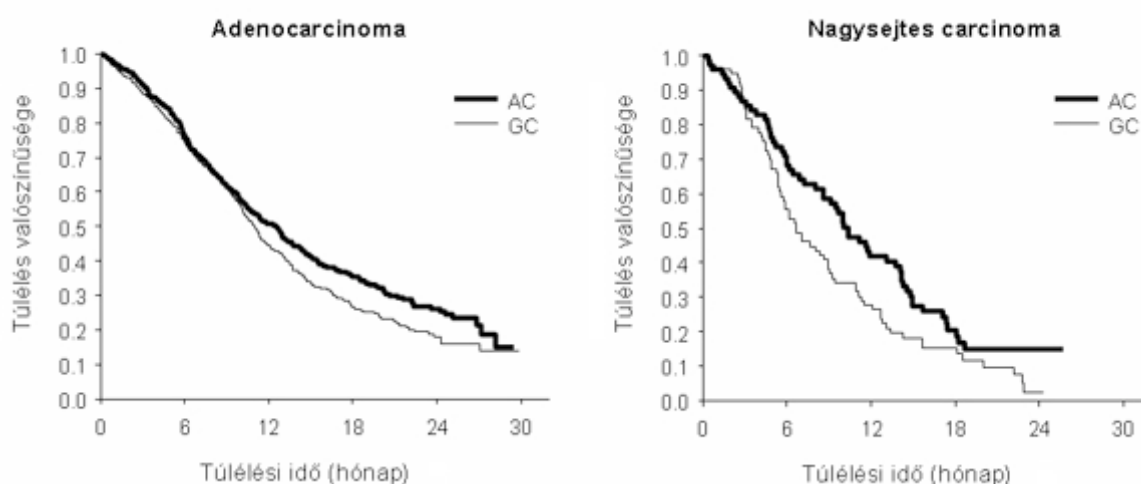 Adenocarcinoma
Túlélés valószínűsége
1.0
0.9
0.8
0.7
0.6
0.5
0.4
0.3
0.2
0.1
0.0
AC
GC
0 6 12 18 24 30
Túlélési idő (hónap)
Nagysejtes carcinoma
Túlélés valószínűsége
1.0
0.9
0.8
0.7
0.6
0.5
0.4
0.3
0.2
0.1
0.0
AC
GC
0 6 12 18 24 30
Túlélési idő (hónap)